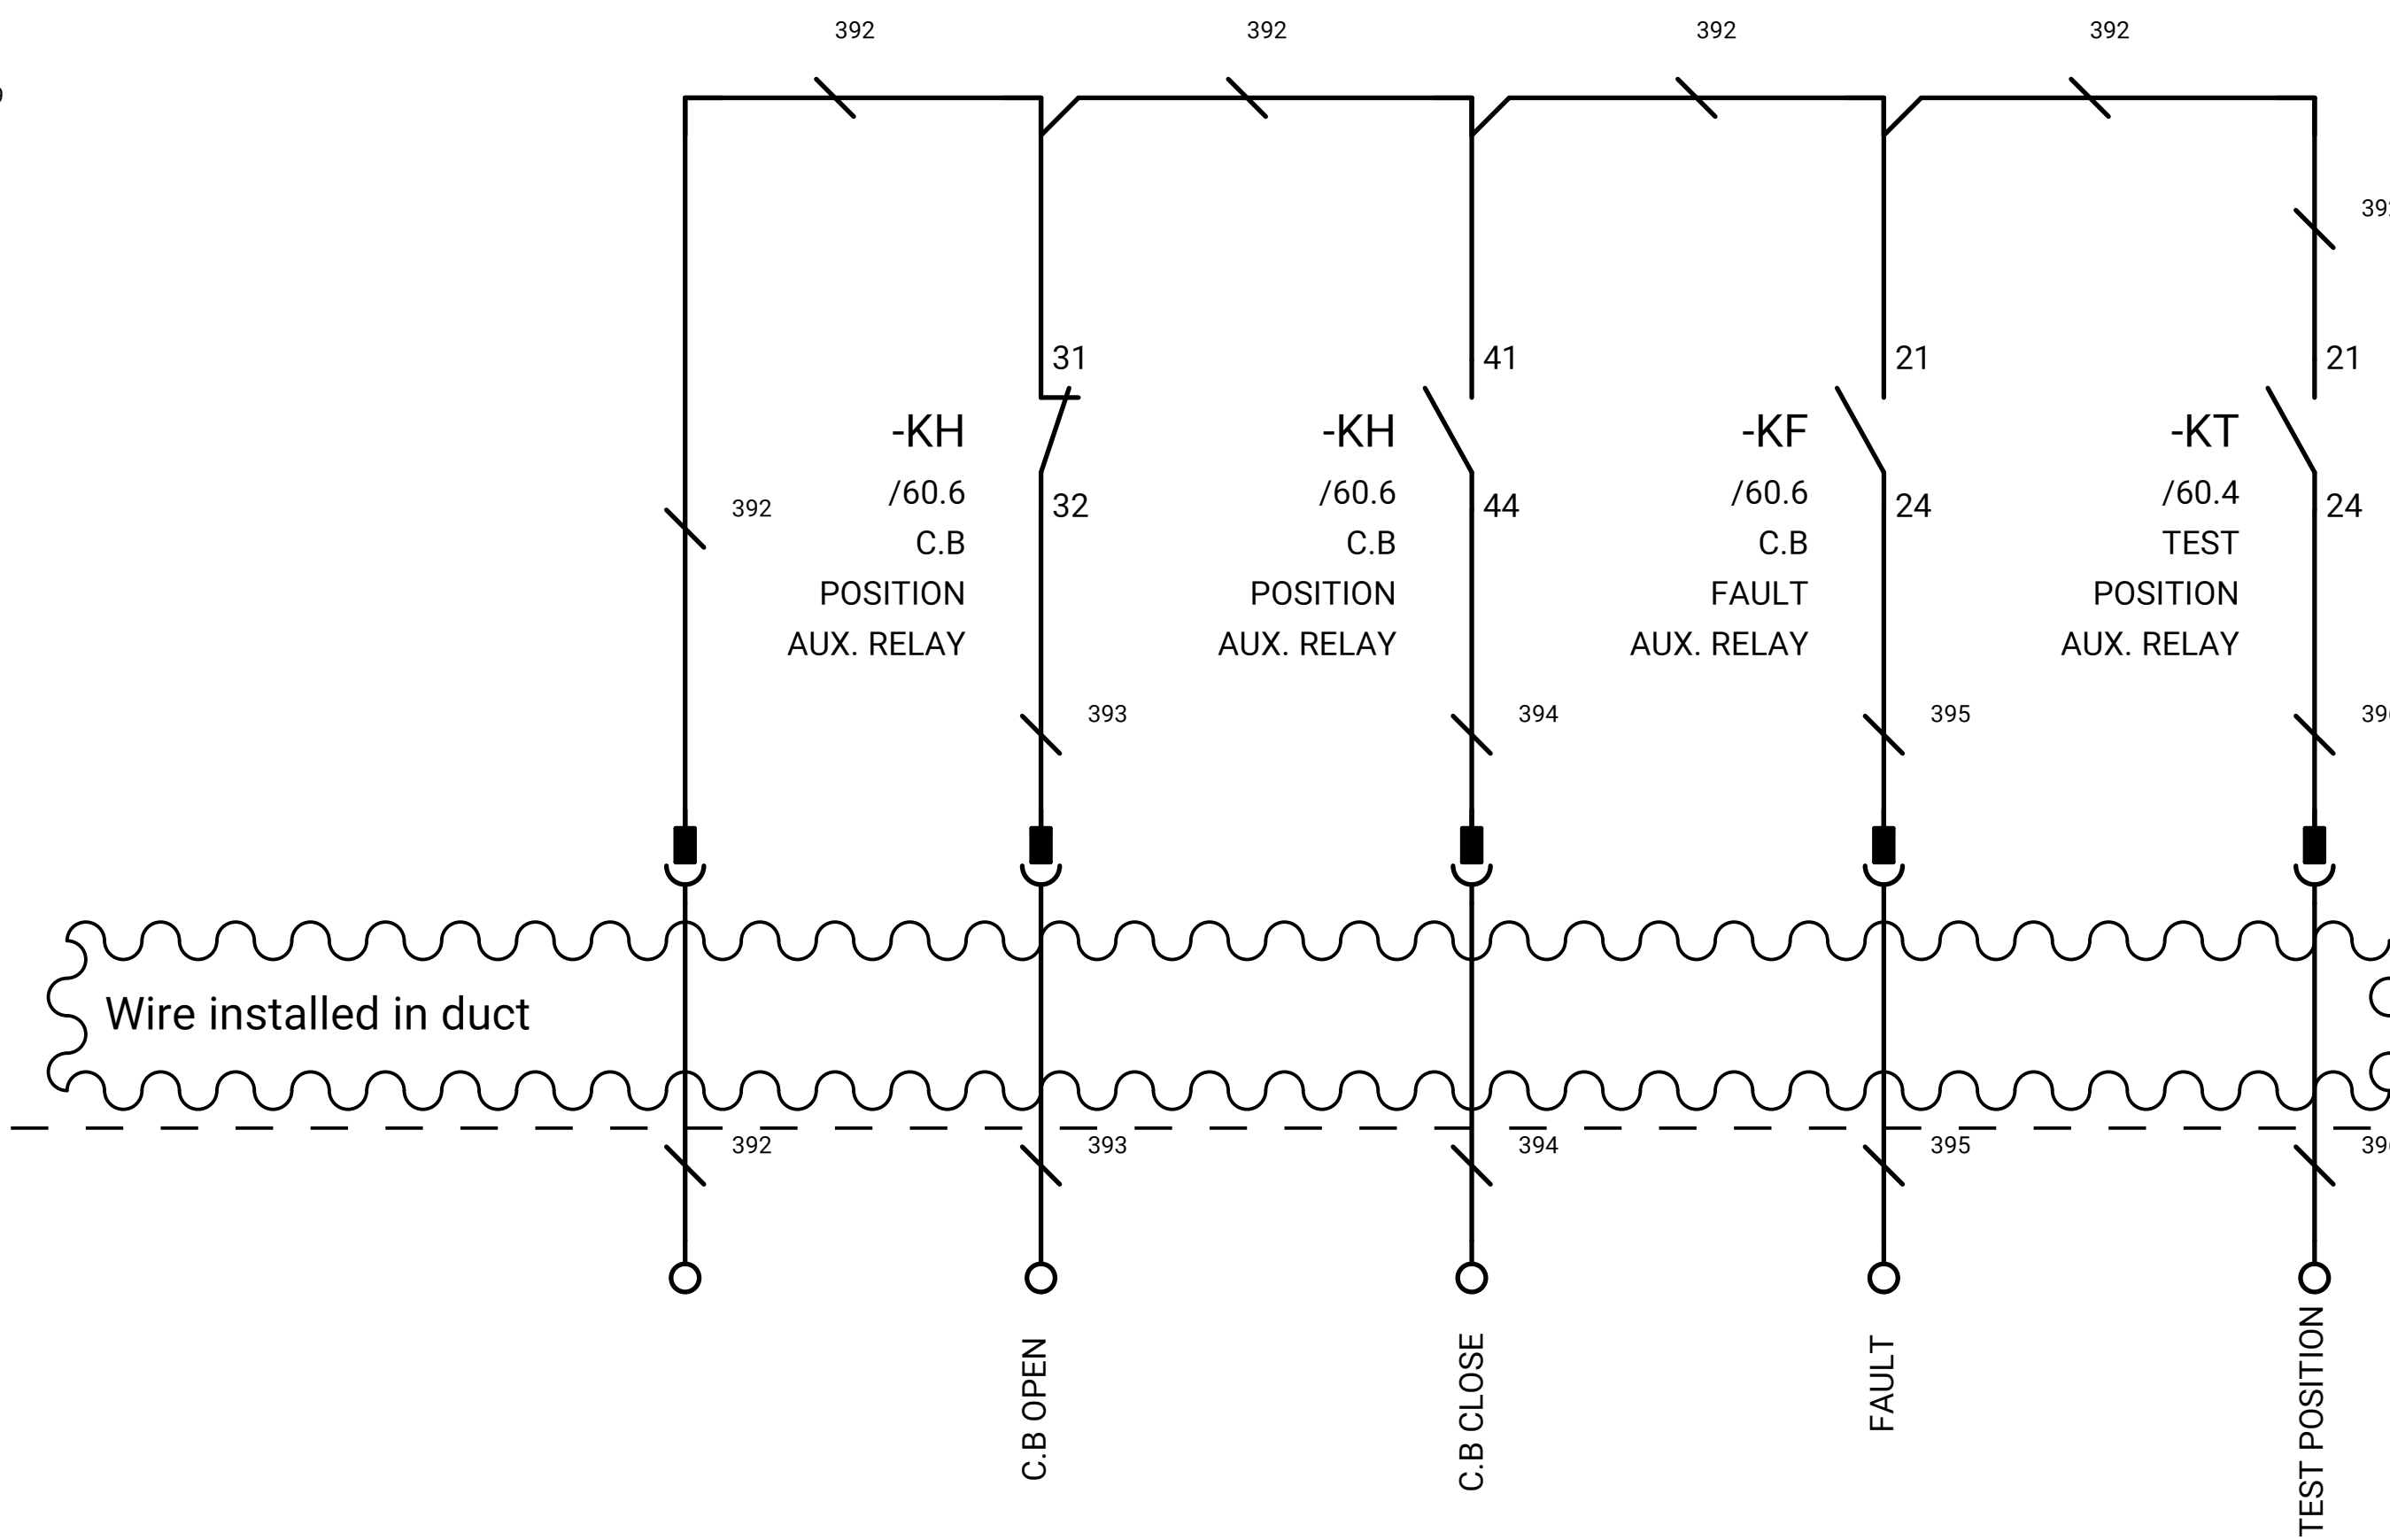 392 392 392 392
31 41 21 21
-KH -KH -KF -KT
392 /60.6 32 /60.6 44 /60.6 24 /60.4 24
C.B C.B C.B TEST
POSITION POSITION FAULT POSITION
AUX. RELAY AUX. RELAY AUX. RELAY AUX. RELAY
393 394 395
Wire installed in duct
392 393 394 395
C.B OPEN
C.B CLOSE
FAULT
TEST POSITION